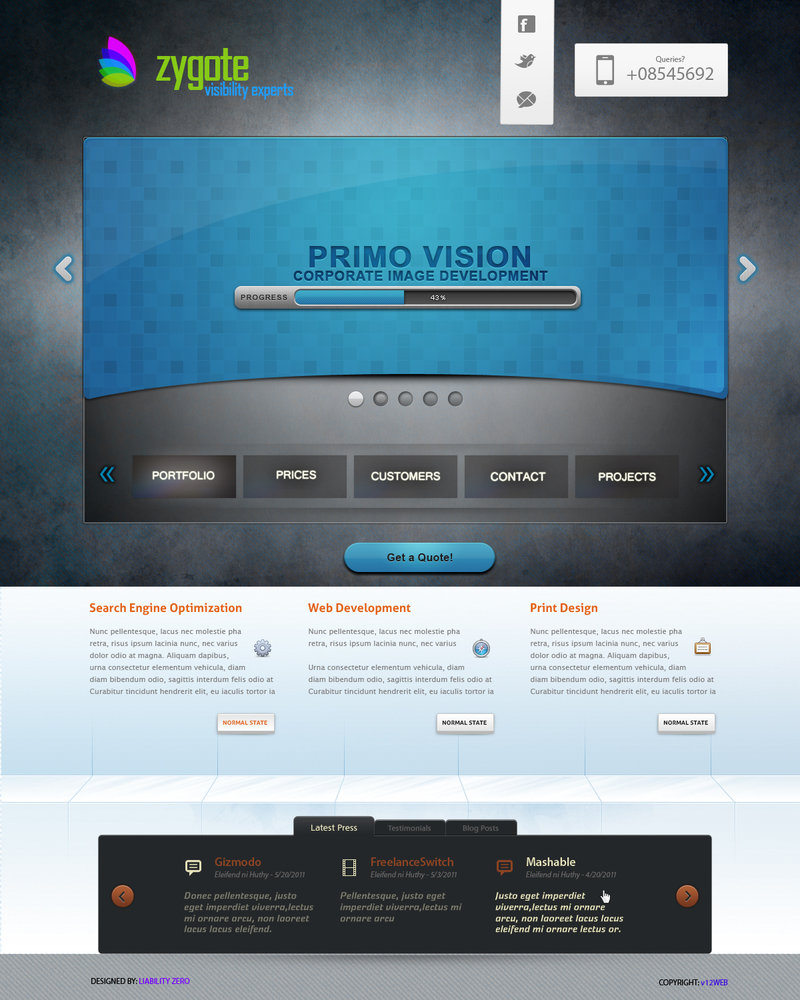 zygote
visibility experts
Queries?
+08545692
PRIMO VISION
CORPORATE IMAGE DEVELOPMENT
PROGRESS
43%
PORTFOLIO
PRICES
CUSTOMERS
CONTACT
PROJECTS
Get a Quote!
Search Engine Optimization
Nunc pellentesque, lacus nec molestie pha
retra, risus ipsum lacinia nunc, nec varius
dolor odio at magna. Aliquam dapibus,
urna consectetur elementum vehicula, diam
diam bibendum odio, sagittis interdum felis odio at
Curabitur tincidunt hendrerit elit, eu iaculis tortor ia
NORMAL STATE
Web Development
Nunc pellentesque, lacus nec molestie pha
retra, risus ipsum lacinia nunc, nec varius
Urna consectetur elementum vehicula, diam
diam bibendum odio, sagittis interdum felis odio at
Curabitur tincidunt hendrerit elit, eu iaculis tortor ia
NORMAL STATE
Print Design
Nunc pellentesque, lacus nec molestie pha
retra, risus ipsum lacinia nunc, nec varius
dolor odio at magna. Aliquam dapibus,
urna consectetur elementum vehicula, diam
diam bibendum odio, sagittis interdum felis odio at
Curabitur tincidunt hendrerit elit, eu iaculis tortor ia
NORMAL STATE
Latest Press
Testimonials
Blog Posts
Gizmodo
Eleifend ni Huthy - 5/20/2011
Donec pellentesque, justo
eget imperdiet viverra,lectus
mi ornare arcu, non laoreet
lacus lacus eleifend.
FreelanceSwitch
Eleifend ni Huthy - 5/3/2011
Pellentesque, justo eget
imperdiet viverra,lectus mi
ornare arcu
Mashable
Eleifend ni Huthy - 4/20/2011
Justo eget imperdiet
viverra,lectus mi ornare
arcu, non laoreet lacus lacus
eleifend mi ornare lectus or.
DESIGNED BY: LIABILITY ZERO
COPYRIGHT: v12WEB